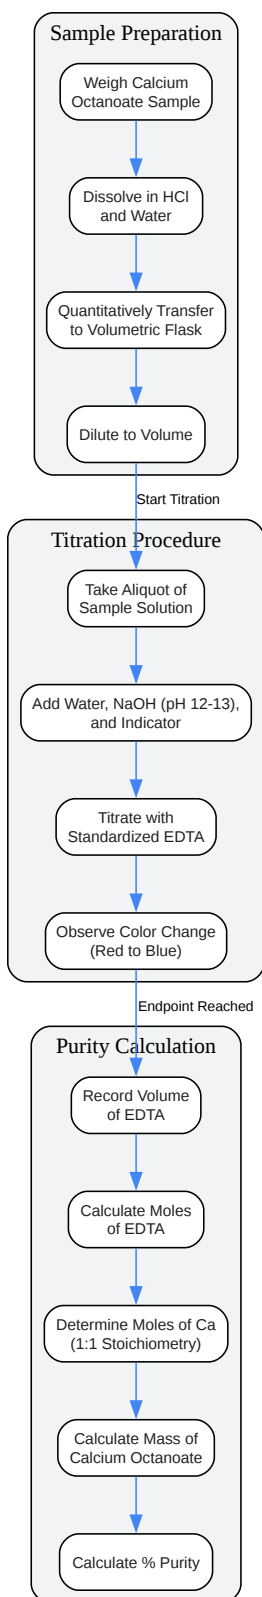 Sample Preparation
Weigh Calcium
Octanoate Sample
Dissolve in HCl
and Water
Quantitatively Transfer
to Volumetric Flask
Dilute to Volume
Start Titration
Titration Procedure
Take Aliquot of
Sample Solution
Add Water, NaOH (pH 12-13),
and Indicator
Titrate with
Standardized EDTA
Observe Color Change
(Red to Blue)
Endpoint Reached
Purity Calculation
Record Volume
of EDTA
Calculate Moles
of EDTA
Determine Moles of Ca
(1:1 Stoichiometry)
Calculate Mass of
Calcium Octanoate
Calculate % Purity